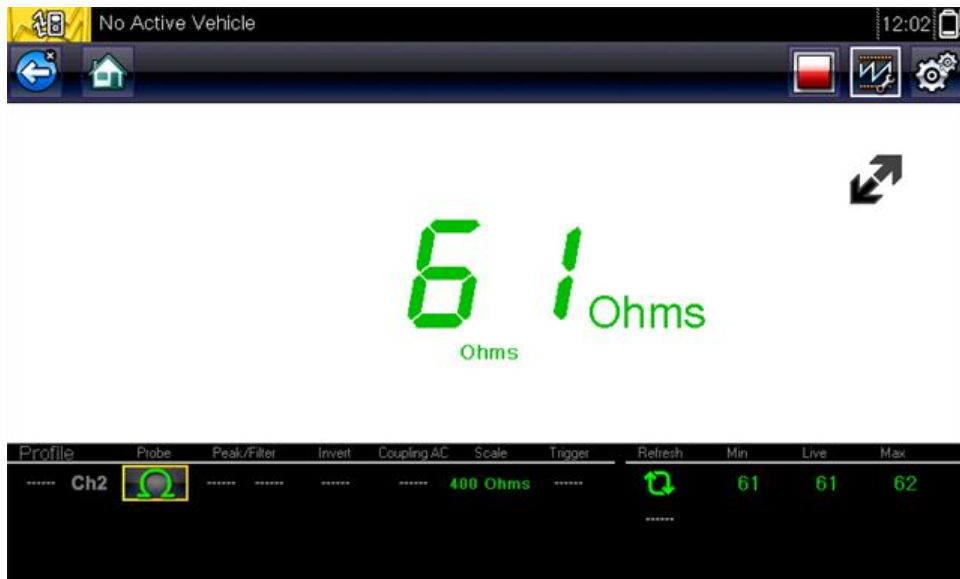 No Active Vehicle 12:02
61 Ohms
Ohms
Profile Probe Peak/Filter Invert Coupling AC Scale Trigger Refresh Min Live Max
------ Ch2 Ω ------ ------ ------ ------ 400 Ohms ------ 61 61 62
------